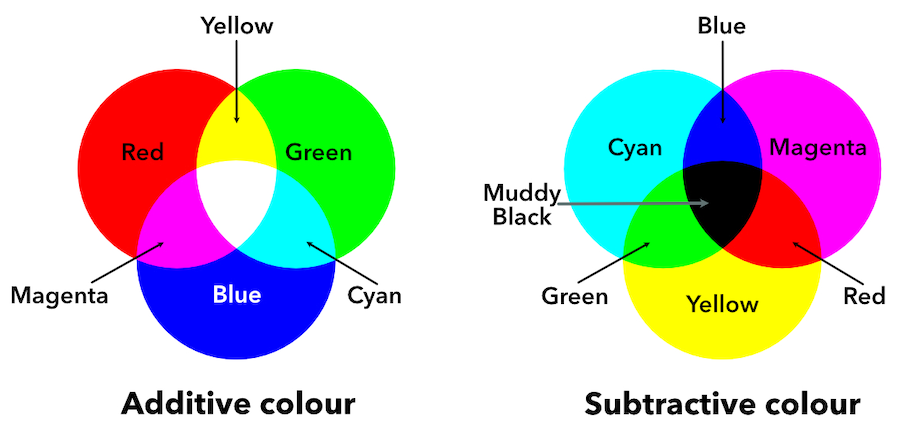 Yellow
Red
Green
Magenta
Blue
Cyan
Additive colour
Blue
Cyan
Magenta
Muddy
Black
Green
Yellow
Red
Subtractive colour